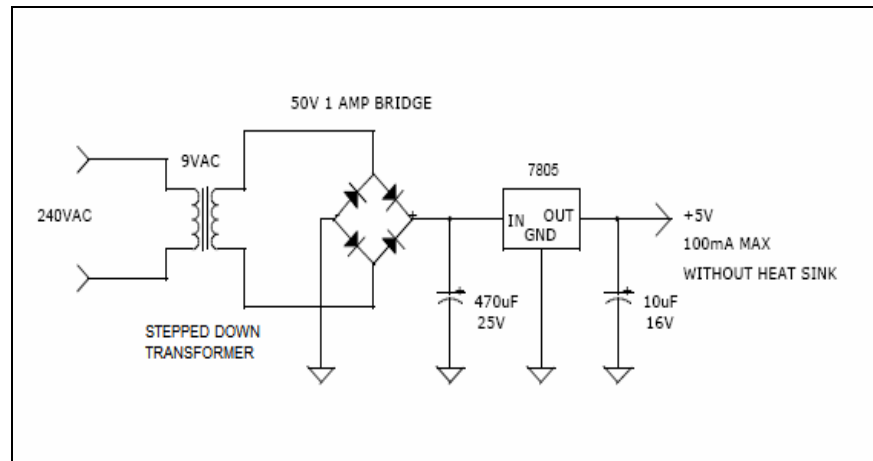 50V 1 AMP BRIDGE
9VAC
240VAC
STEPPED DOWN
TRANSFORMER
-
+
7805
IN OUT
GND
+
470uF
25V
+
10uF
16V
+5V
100mA MAX
WITHOUT HEAT SINK